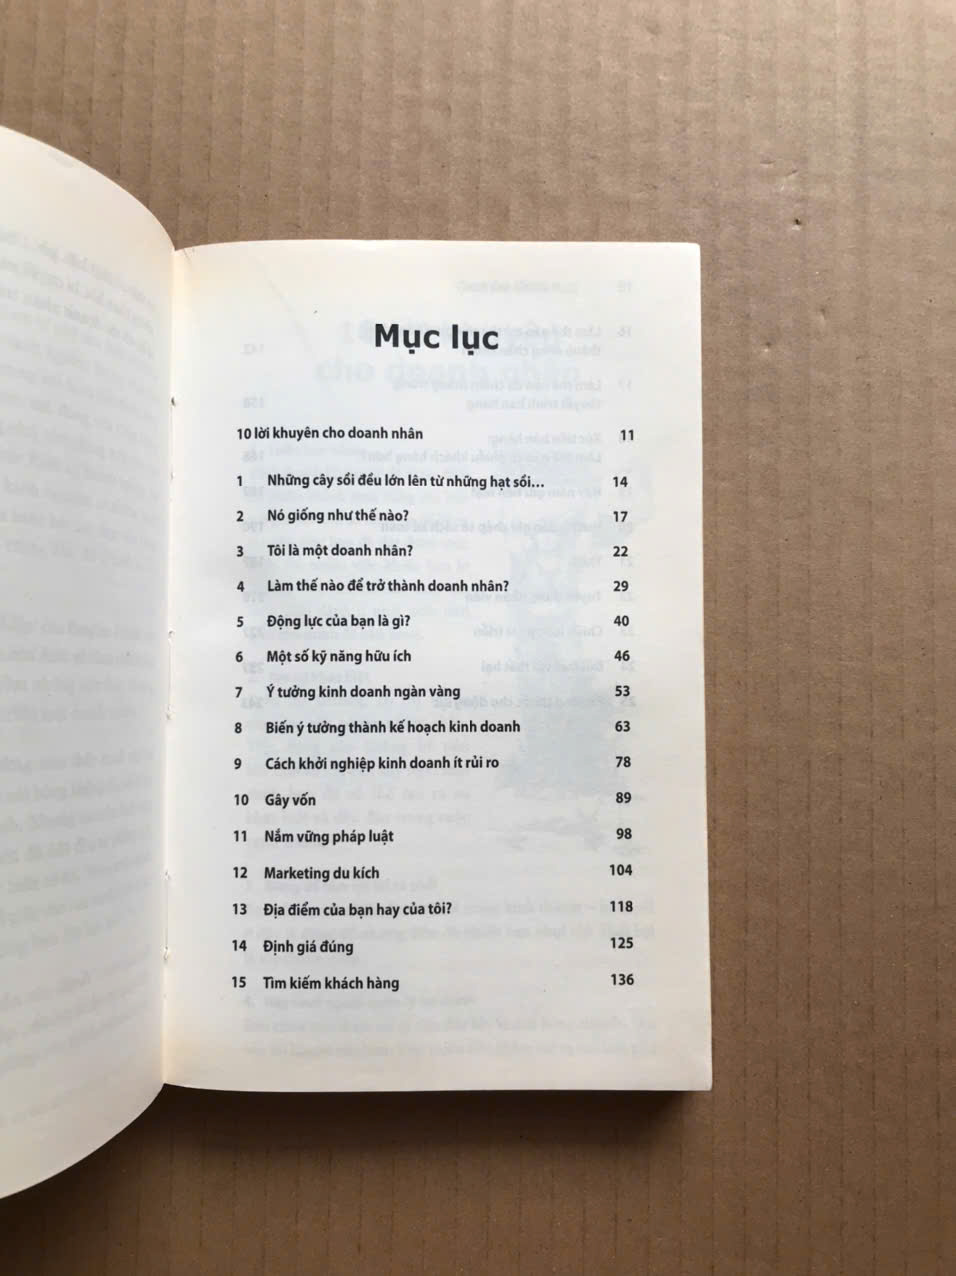 Mục lục
10 lời khuyên cho doanh nhân 11
1 Những cây sồi đều lớn lên từ những hạt sồi... 14
2 Nó giống như thế nào? 17
3 Tôi là một doanh nhân? 22
4 Làm thế nào để trở thành doanh nhân? 29
5 Động lực của bạn là gì? 40
6 Một số kỹ năng hữu ích 46
7 Ý tưởng kinh doanh ngàn vàng 53
8 Biến ý tưởng thành kế hoạch kinh doanh 63
9 Cách khởi nghiệp kinh doanh ít rủi ro 78
10 Gây vốn 89
11 Nắm vững pháp luật 98
12 Marketing du kích 104
13 Địa điểm của bạn hay của tôi? 118
14 Định giá đúng 125
15 Tìm kiếm khách hàng 136